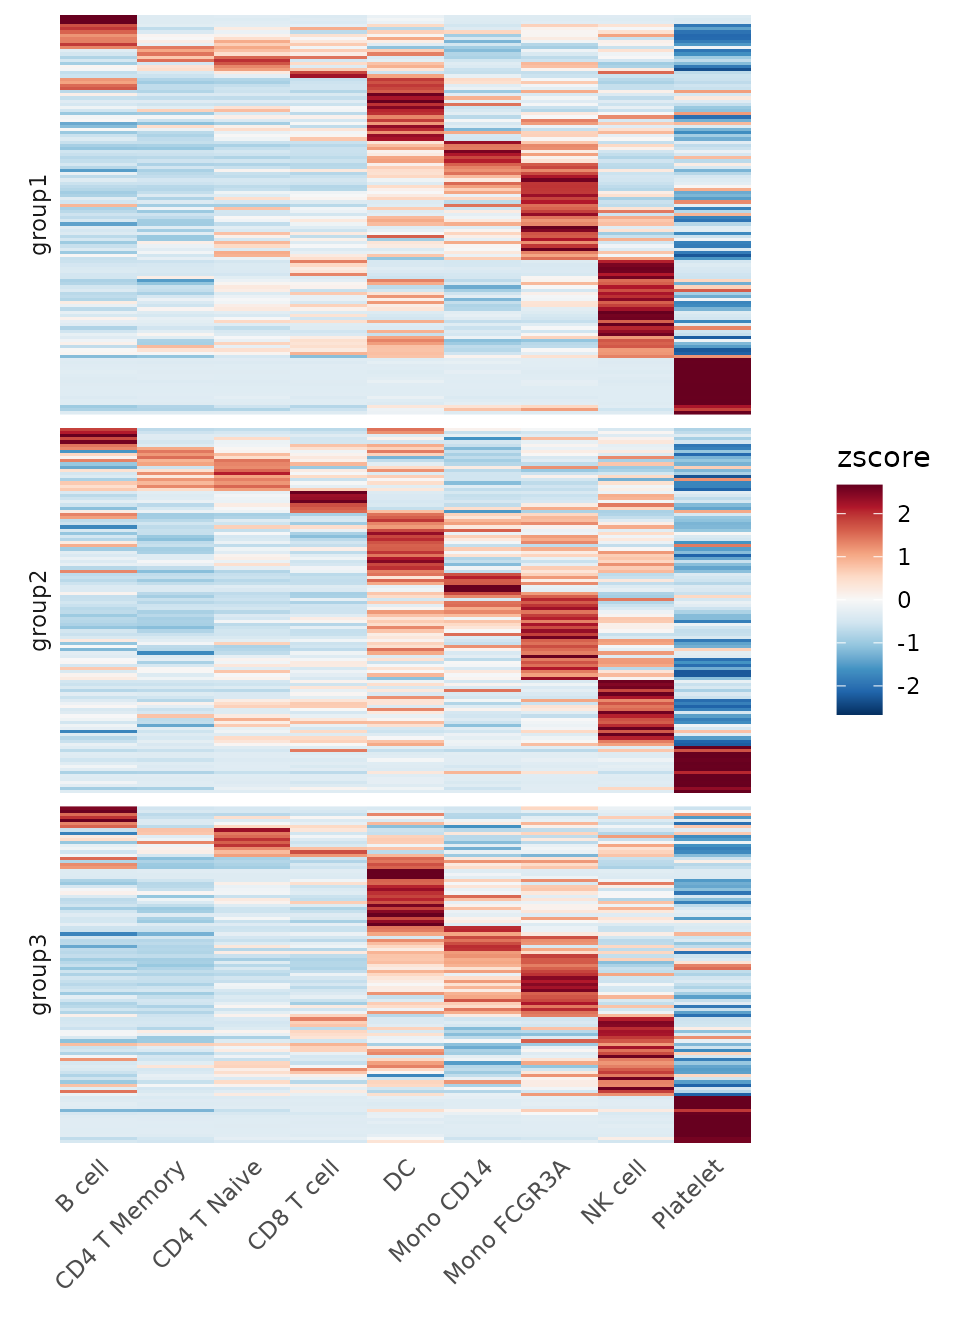 group1
group2
group3
zscore
2
1
0
-1
-2
B cell
CD4 T Memory
CD4 T Naive
CD8 T cell
DC
Mono CD14
Mono FCGR3A
NK cell
Platelet